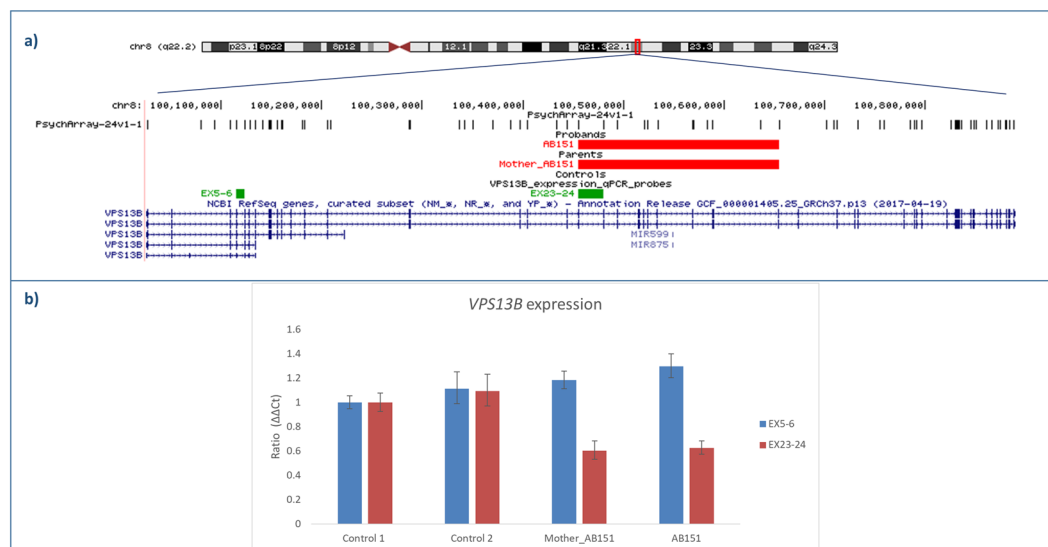 a)
chr8 (q22.2)
p23.1 8p22 8p12 12.1 q21.3 22.1 23.3 q24.3
chr8: 100,100,000 100,200,000 100,300,000 100,400,000 100,500,000 100,600,000 100,700,000 100,800,000
PsychArray-24v1-1
PsychArray-24v1-1
Probands
AB151
Parents
Mother_AB151
Controls
VPS13B_expression_qPCR_probes
EX5-6 EX23-24
NCBI RefSeq genes, curated subset (NM_*, NR_*, and YP_*) – Annotation Release GCF_000001405.25_GRCh37.p13 (2017-04-19)
VPS13B
VPS13B
VPS13B MIR599
VPS13B MIR875
VPS13B
b)
VPS13B expression
1.6
1.4
1.2
1
0.8
0.6
0.4
0.2
0
Ratio (ΔΔCt)
EX5-6
EX23-24
Control 1 Control 2 Mother_AB151 AB151